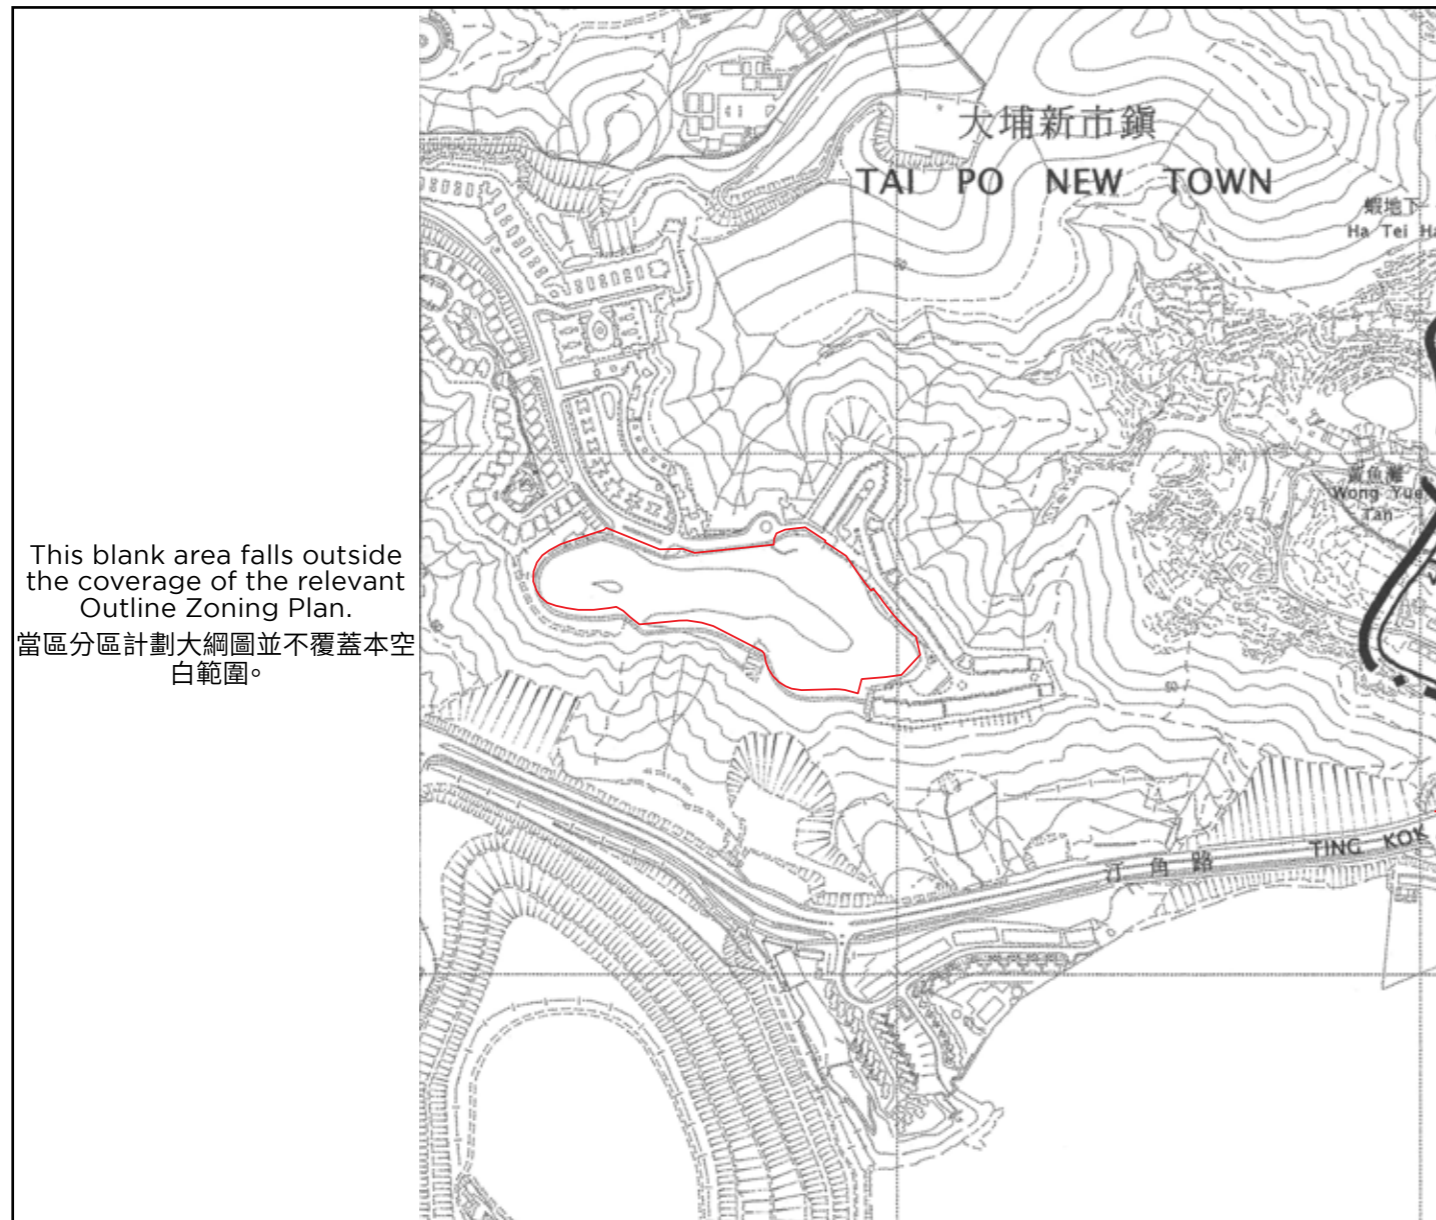 This blank area falls outside
the coverage of the relevant
Outline Zoning Plan.
當區分區計劃大綱圖並不覆蓋本空
白範圍。
大埔新市鎮
TAI PO NEW TOWN
蝦地下
Ha Tei Ha
黃魚灘
Wong Yue
Tan
50
50
汀角路
TING KOK